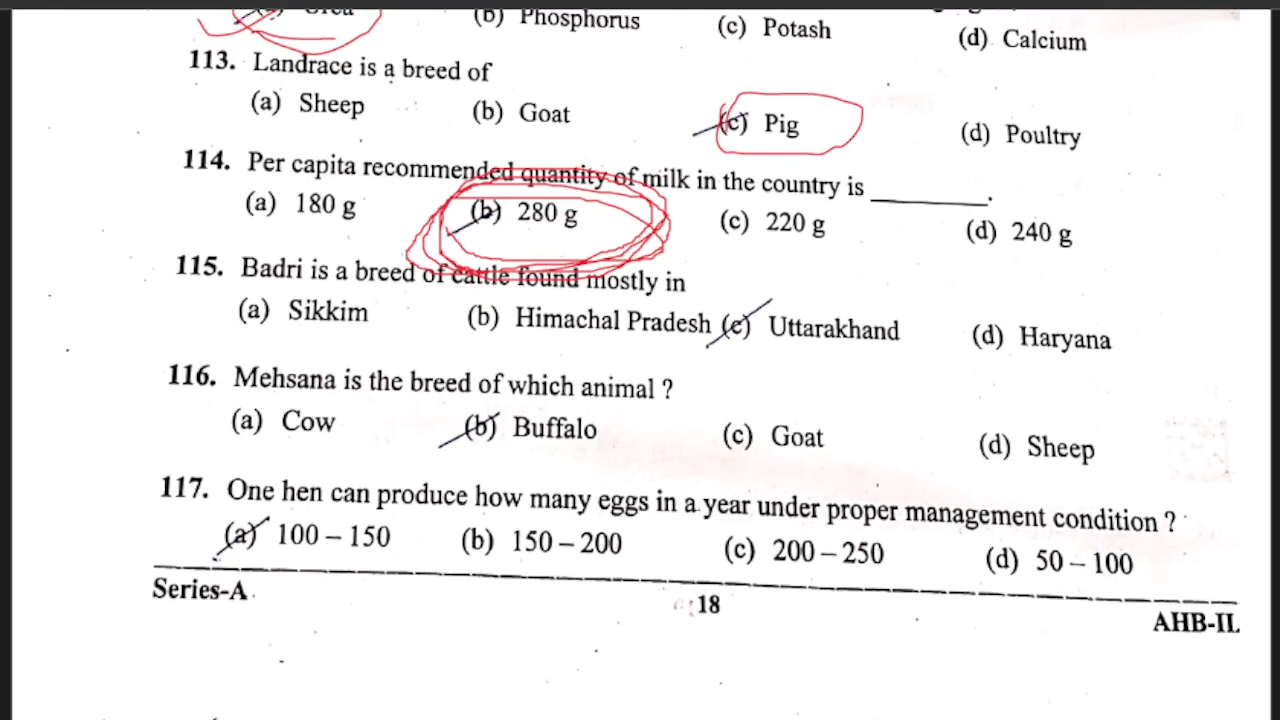 (b) Phosphorus (c) Potash (d) Calcium
113. Landrace is a breed of
(a) Sheep (b) Goat (c) Pig (d) Poultry
114. Per capita recommended quantity of milk in the country is ________.
(a) 180 g (b) 280 g (c) 220 g (d) 240 g
115. Badri is a breed of cattle found mostly in
(a) Sikkim (b) Himachal Pradesh (c) Uttarakhand (d) Haryana
116. Mehsana is the breed of which animal ?
(a) Cow (b) Buffalo (c) Goat (d) Sheep
117. One hen can produce how many eggs in a year under proper management condition ?
(a) 100 – 150 (b) 150 – 200 (c) 200 – 250 (d) 50 – 100
Series-A 18 AHB-II